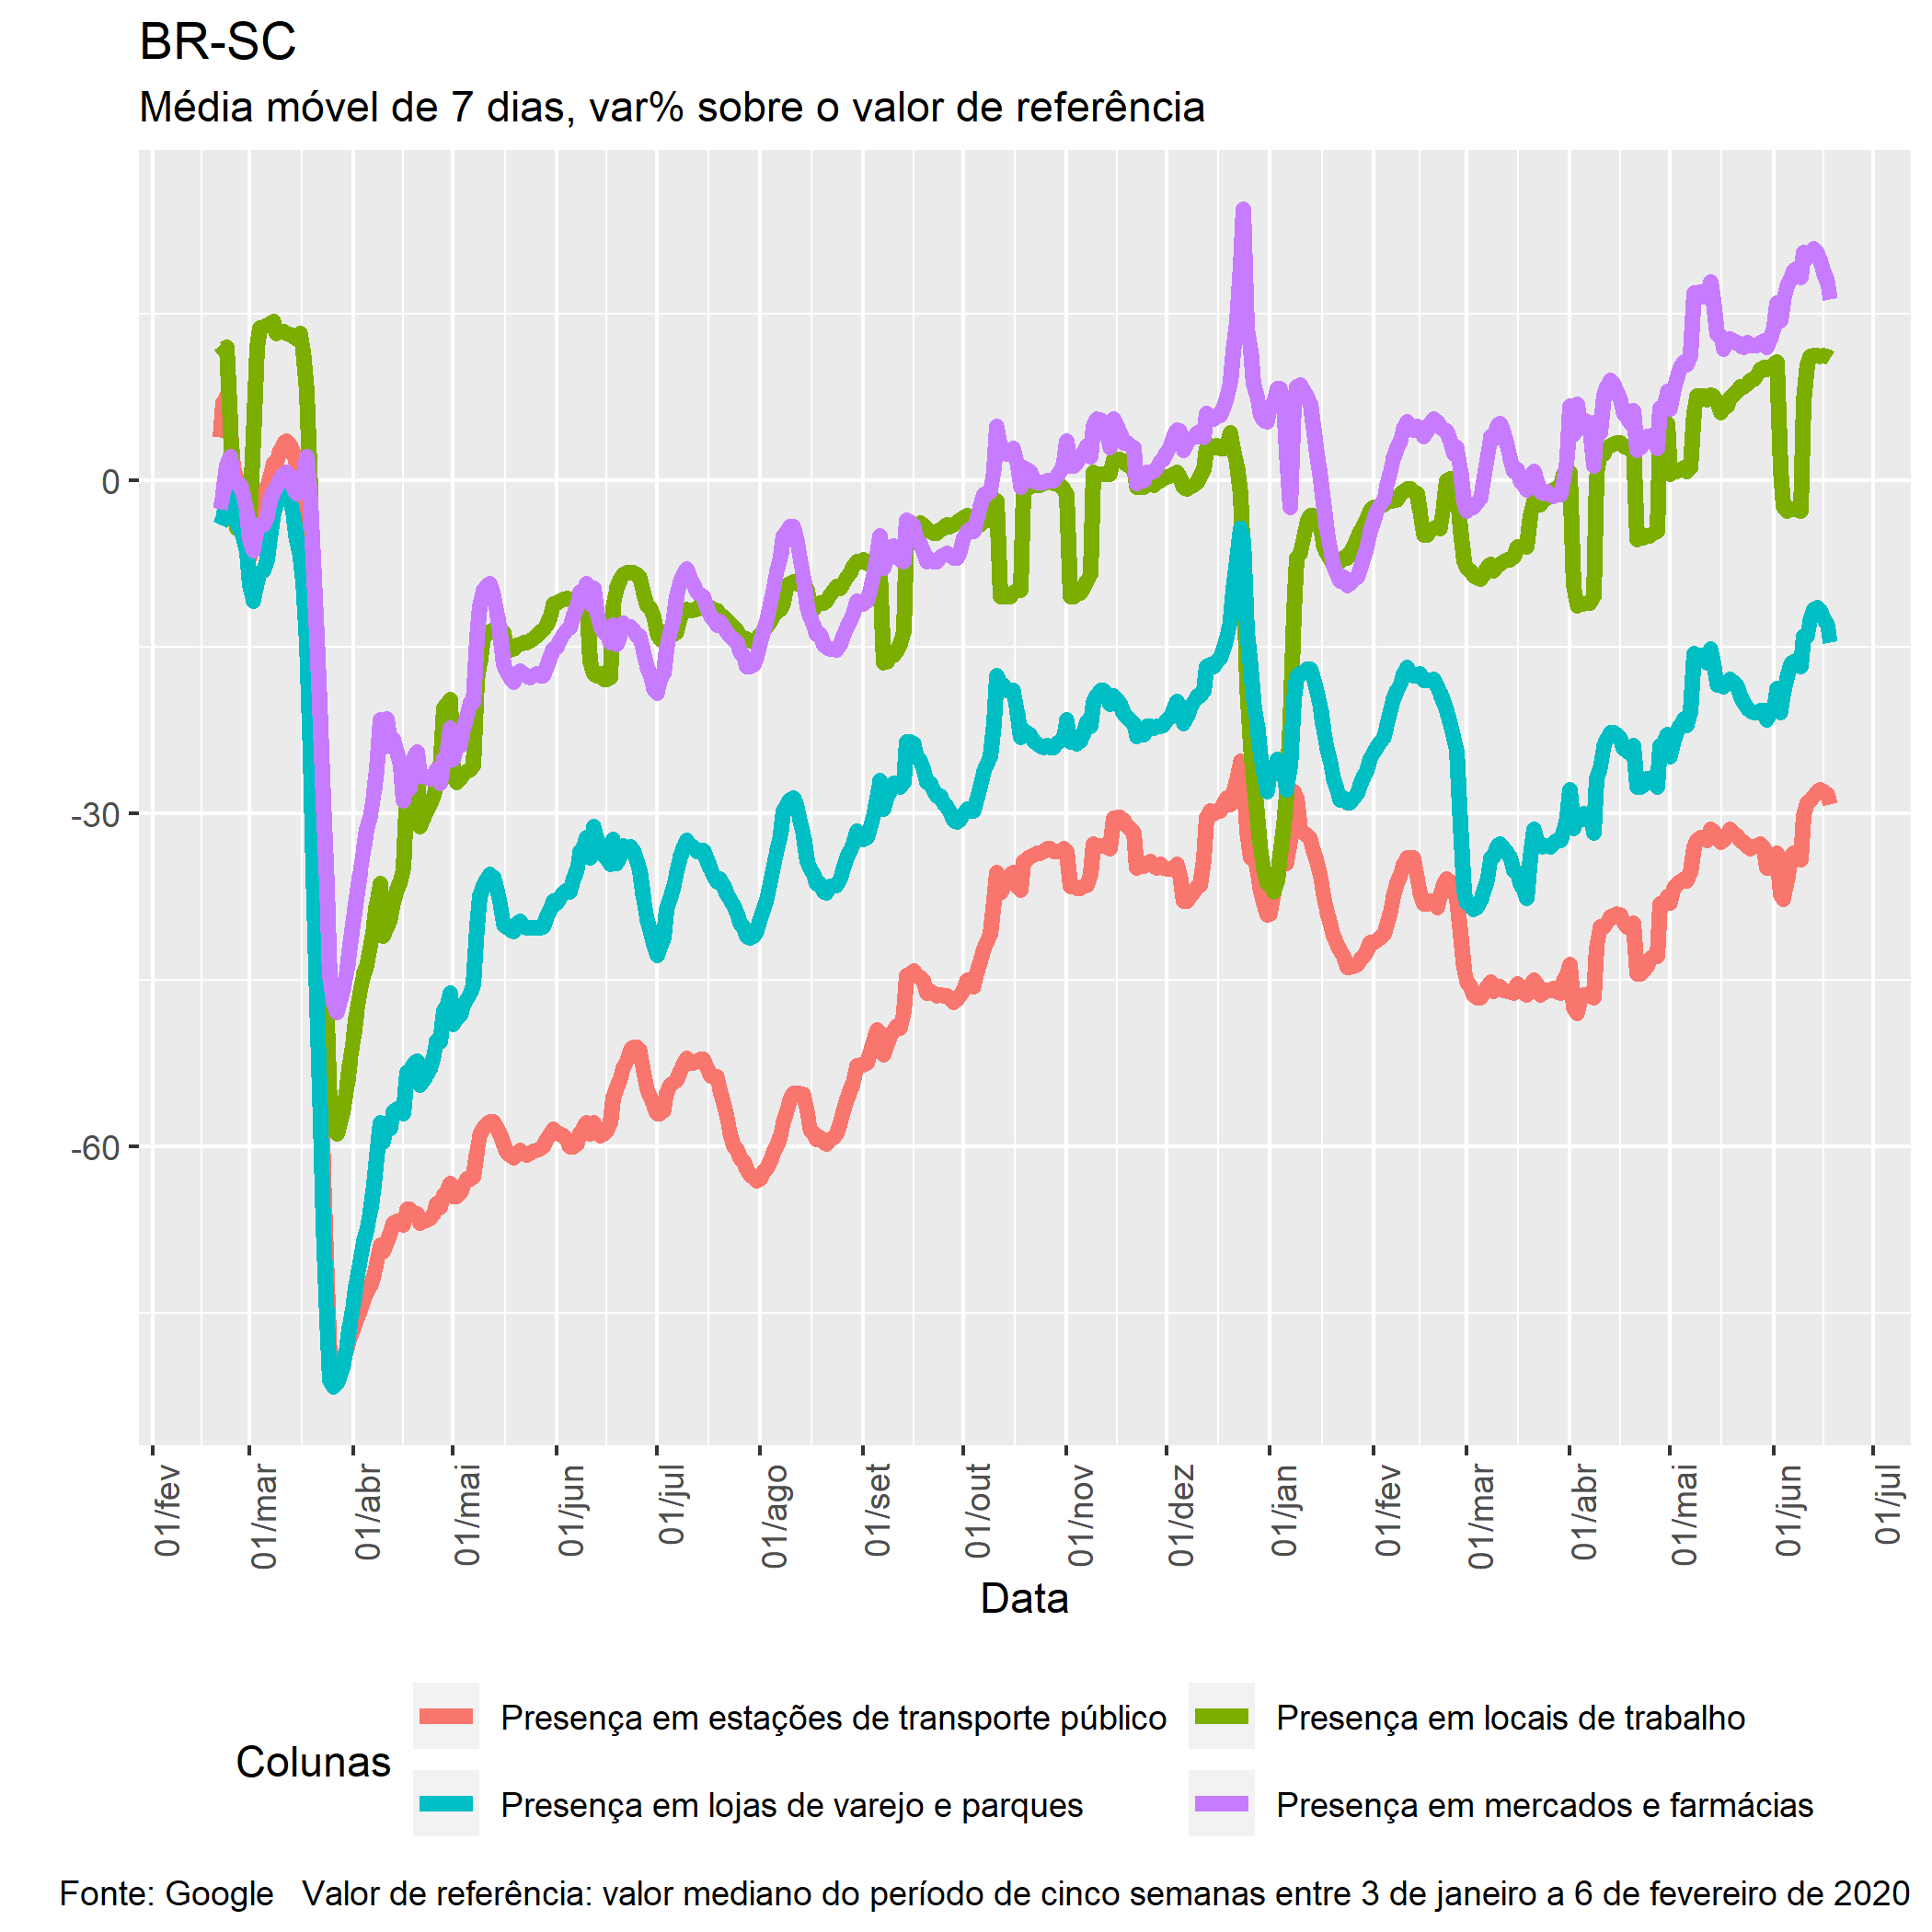 BR-SC
Média móvel de 7 dias, var% sobre o valor de referência
0
-30
-60
01/fev
01/mar
01/abr
01/mai
01/jun
01/jul
01/ago
01/set
01/out
01/nov
01/dez
01/jan
01/fev
01/mar
01/abr
01/mai
01/jun
01/jul
Data
Colunas
Presença em estações de transporte público
Presença em locais de trabalho
Presença em lojas de varejo e parques
Presença em mercados e farmácias
Fonte: Google   Valor de referência: valor mediano do período de cinco semanas entre 3 de janeiro a 6 de fevereiro de 2020